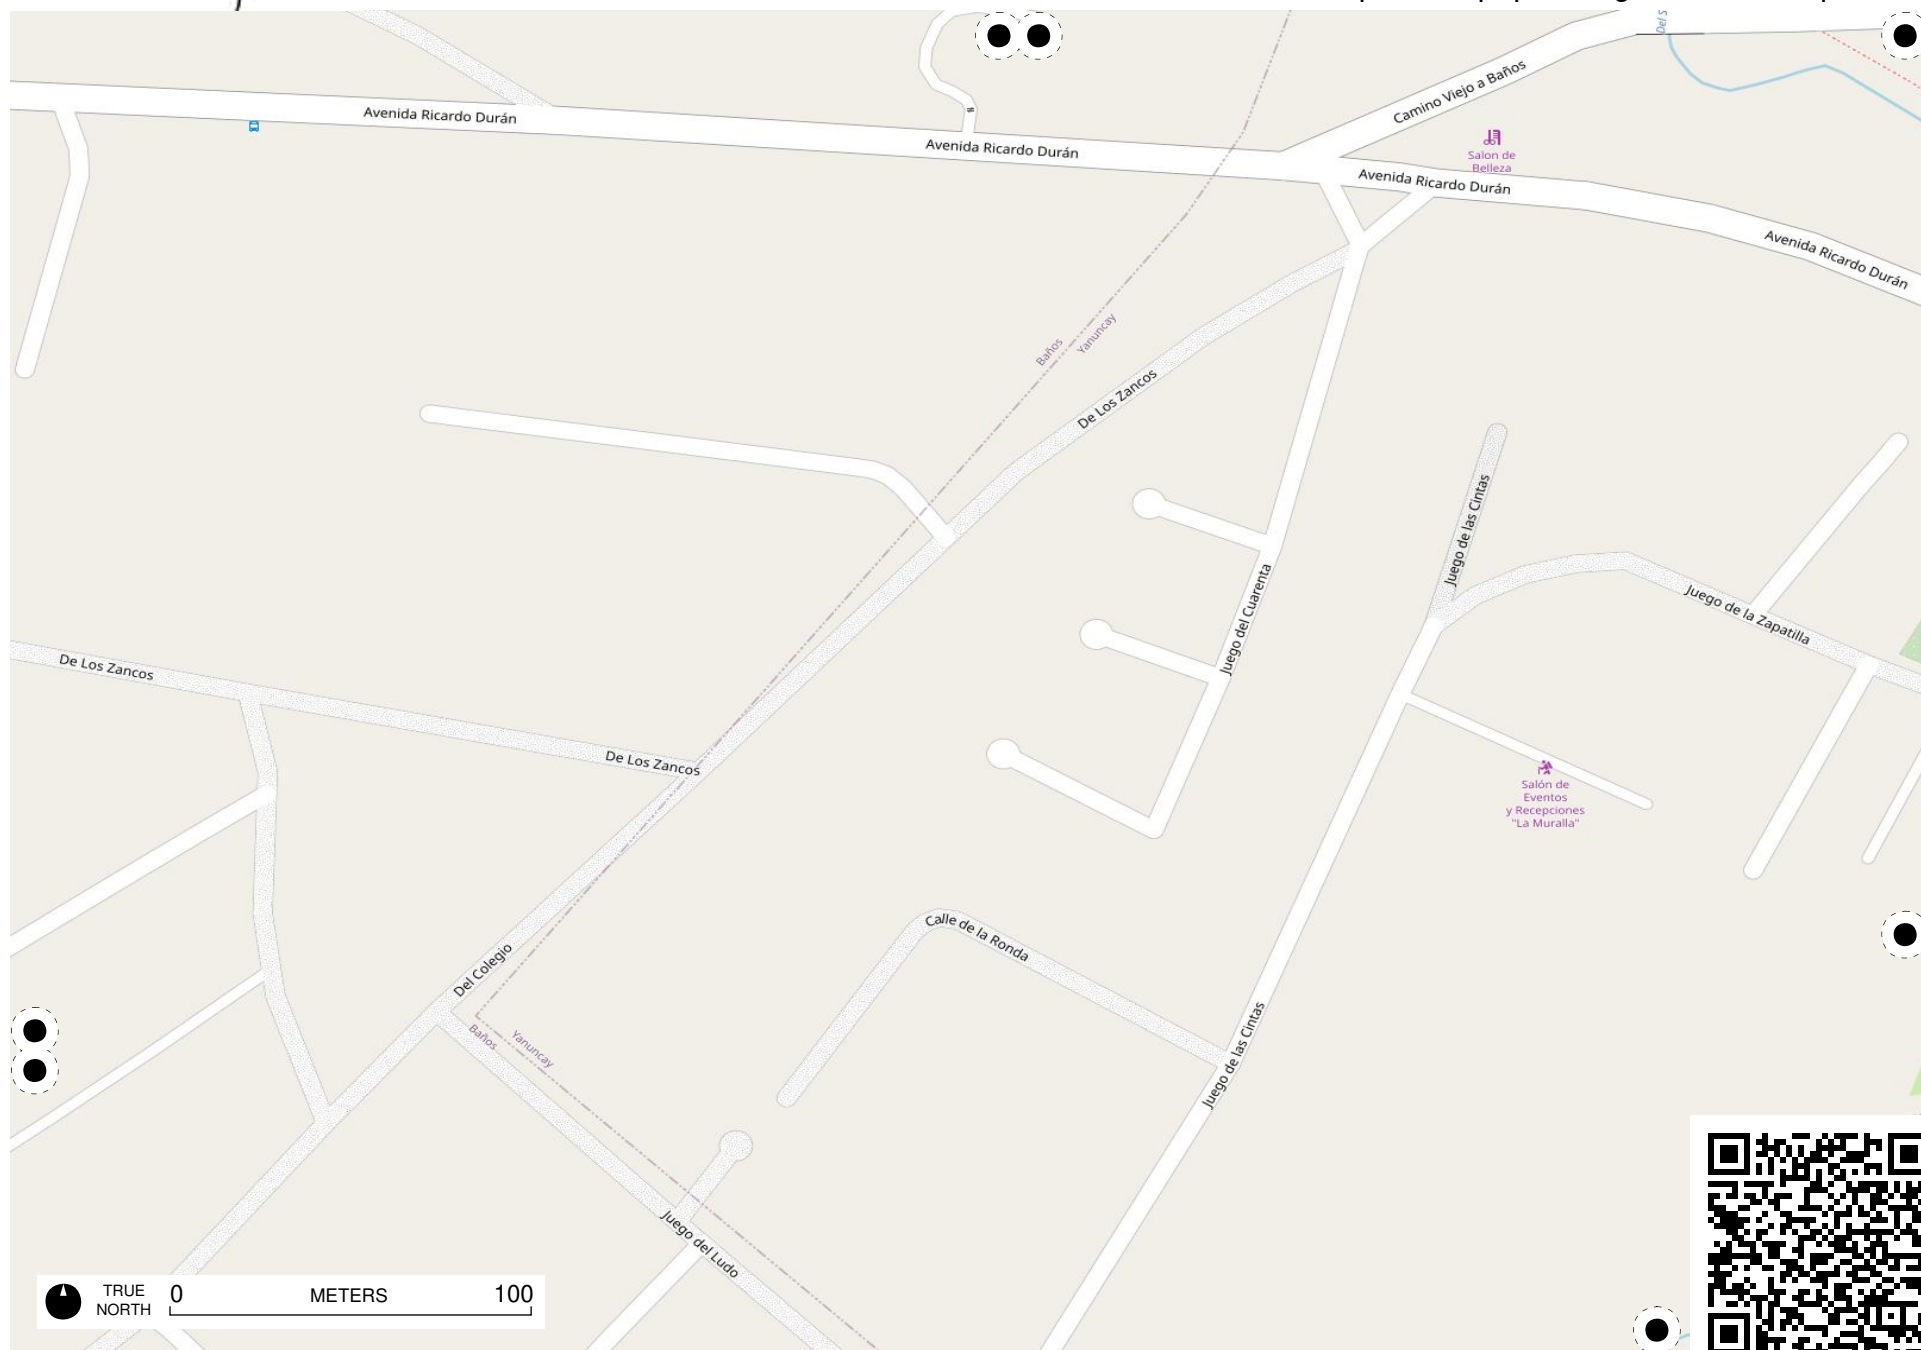 Del S
Camino Viejo a Baños
Avenida Ricardo Durán
Avenida Ricardo Durán
Salon de
Belleza
Avenida Ricardo Durán
Avenida Ricardo Durán
Baños
Yanuncay
De Los Zancos
Juego de las Cintas
Juego del Cuarenta
Juego de la Zapatilla
De Los Zancos
De Los Zancos
Salón de
Eventos
y Recepciones
"La Muralla"
Calle de la Ronda
Del Colegio
Baños
Yanuncay
Juego de las Cintas
Juego del Ludo
TRUE
NORTH
0 METERS 100